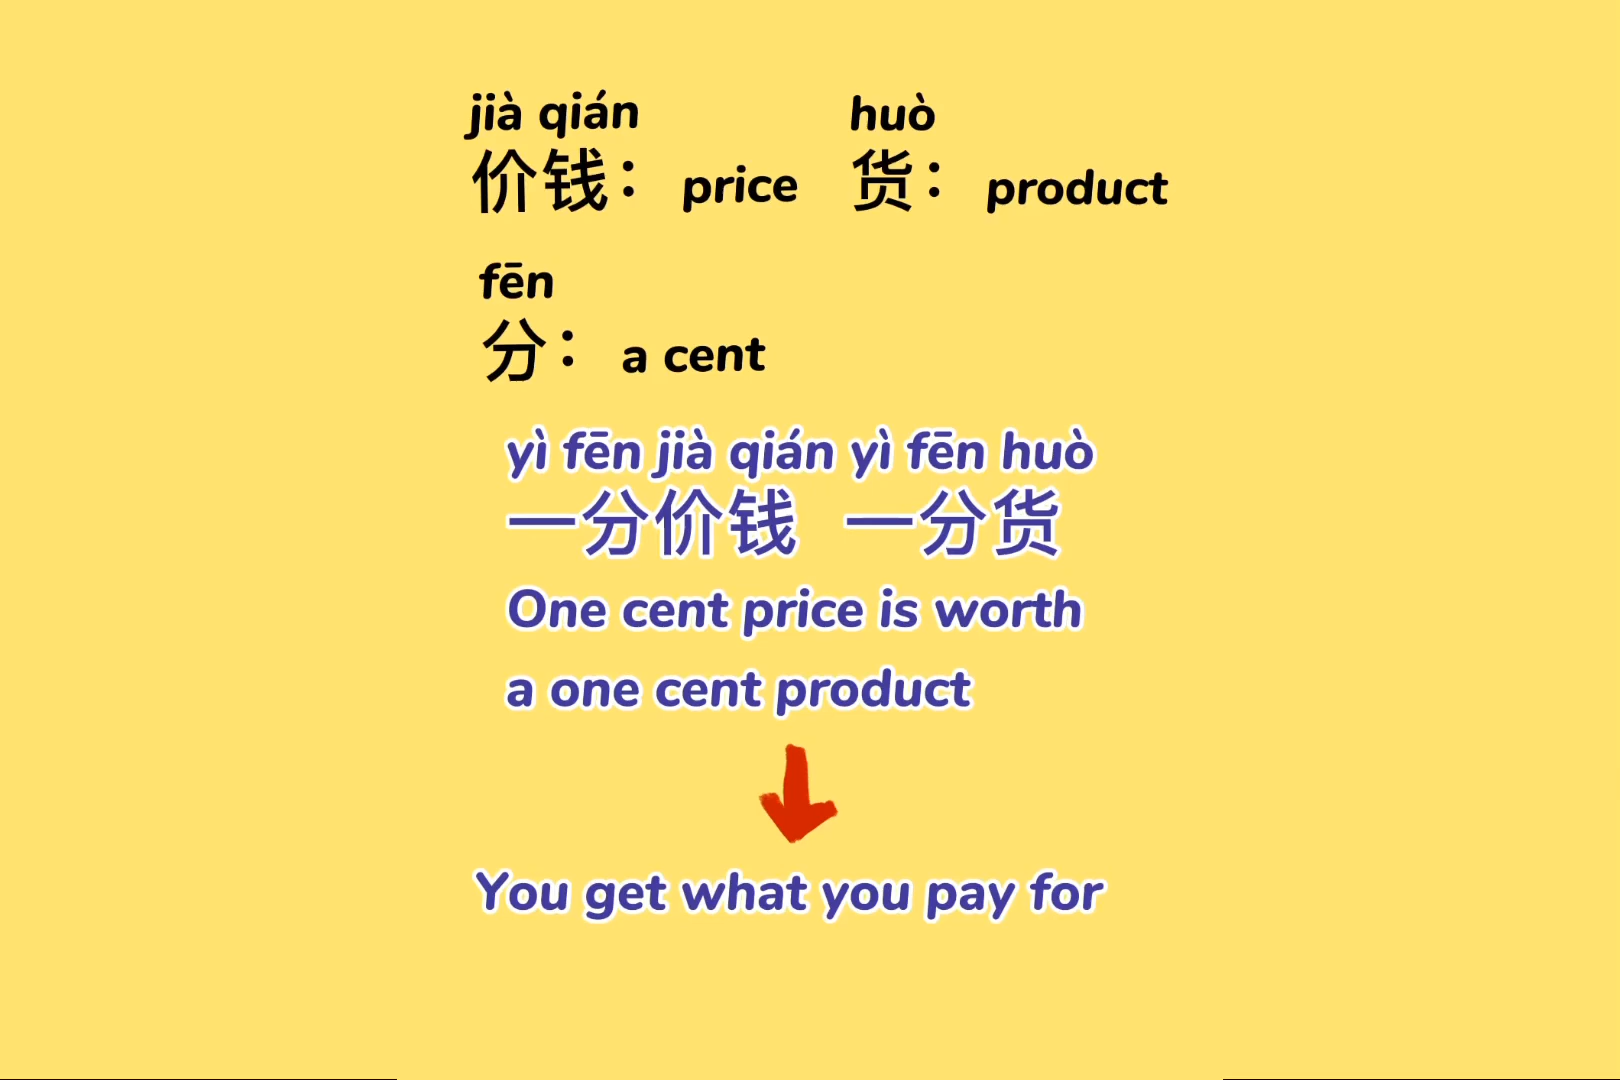 jià qián huò
价钱： price 货： product
fēn
分： a cent
yì fēn jià qián yì fēn huò
一分价钱 一分货
One cent price is worth
a one cent product
You get what you pay for